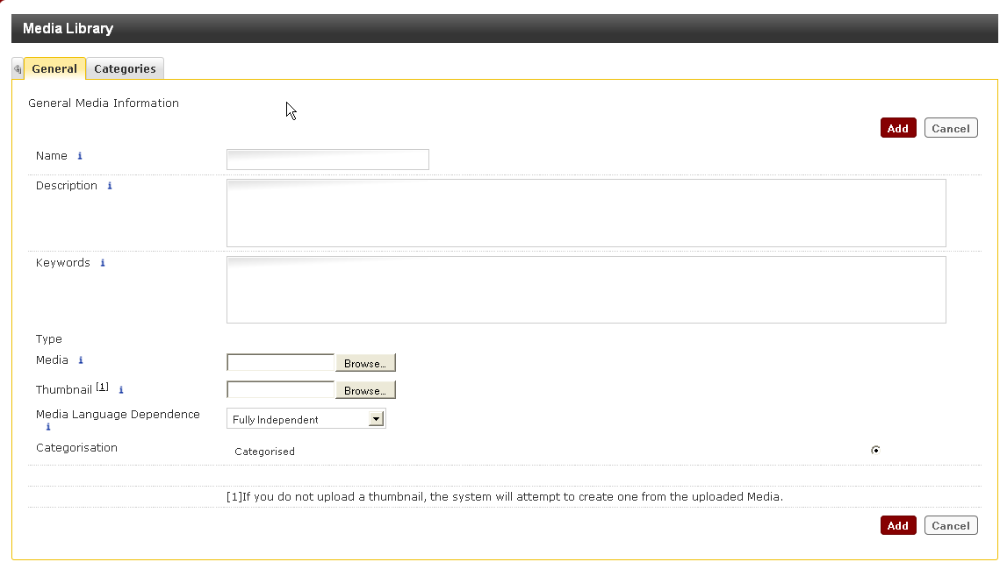 Media Library
General Categories
General Media Information
Add Cancel
Name i
Description i
Keywords i
Type
Media i Browse...
Thumbnail [1] i Browse...
Media Language Dependence
i
Fully Independent
Categorisation Categorised
[1]If you do not upload a thumbnail, the system will attempt to create one from the uploaded Media.
Add Cancel